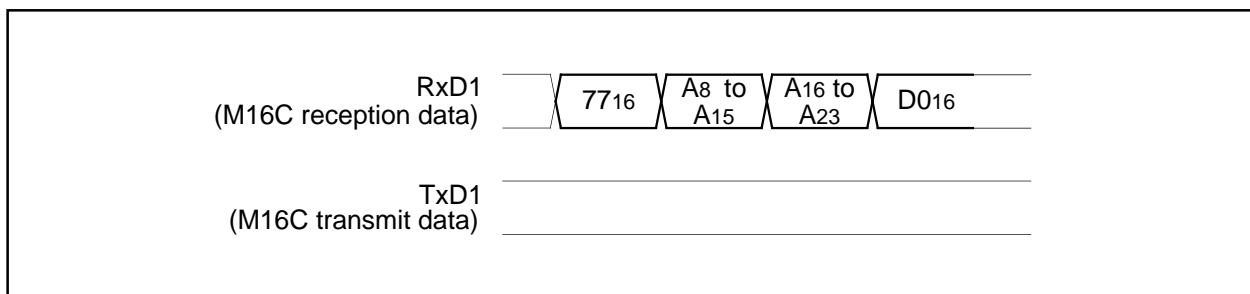 RxD1
(M16C reception data)
7716
A8 to
A15
A16 to
A23
D016
TxD1
(M16C transmit data)